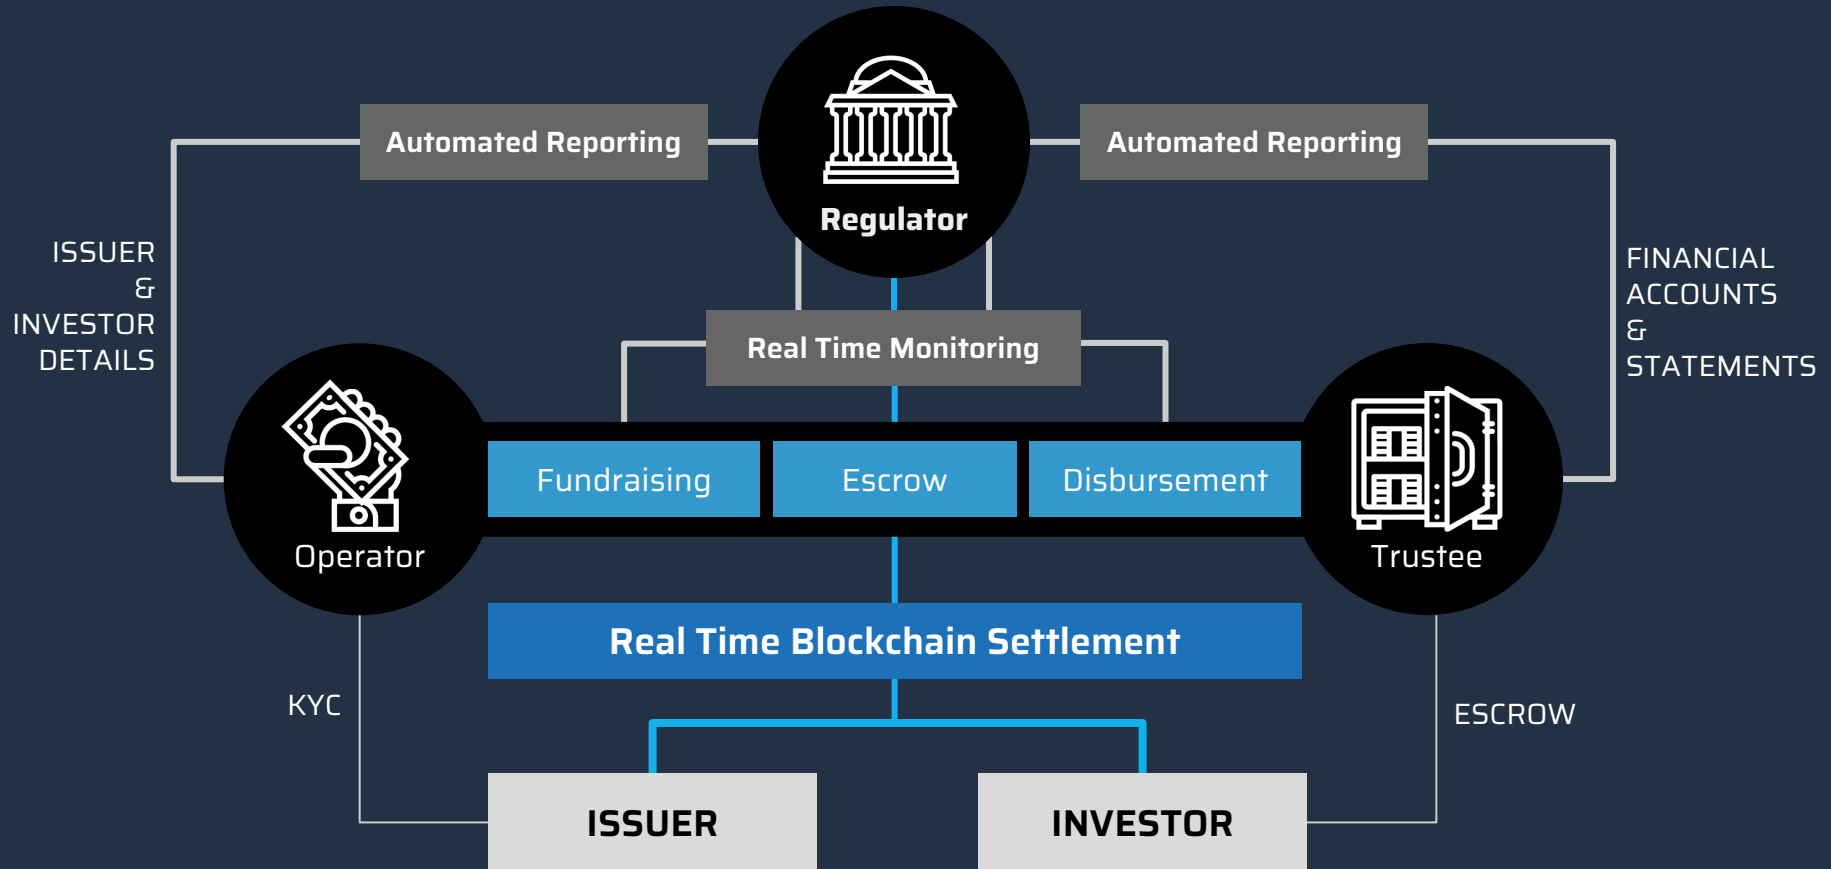 Automated Reporting
Regulator
Automated Reporting
ISSUER
&
INVESTOR
DETAILS
FINANCIAL
ACCOUNTS
&
STATEMENTS
Real Time Monitoring
Operator
Fundraising
Escrow
Disbursement
Trustee
Real Time Blockchain Settlement
KYC
ESCROW
ISSUER
INVESTOR